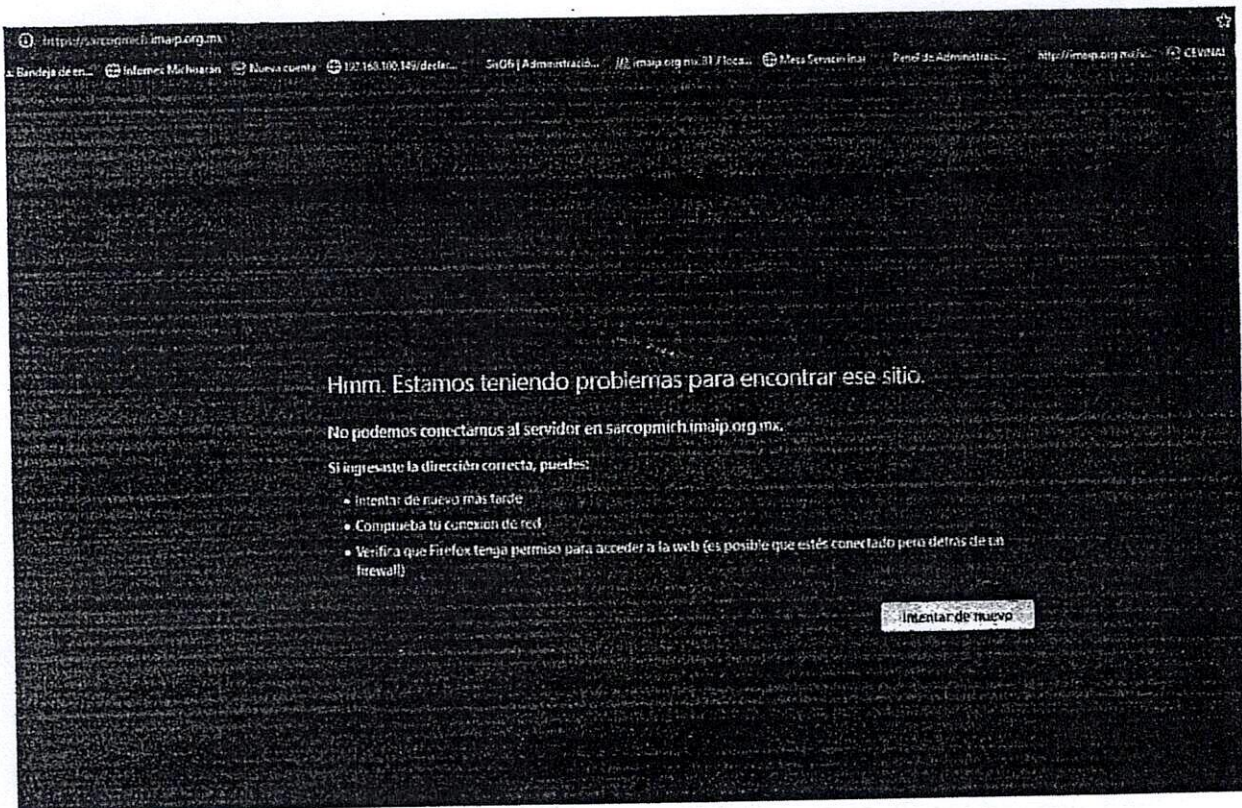 https://sarcopmich.imaip.org.mx
Bandeja de en... Infomex Michoacán Nueva cuenta 192.168.100.149/declar... Administració... imaip.org.mx:81/loca... Mesa Servicio Inai Panel de Administraci... http://imaip.org.mx/v... CEVINAI
Hmm. Estamos teniendo problemas para encontrar ese sitio.
No podemos conectarnos al servidor en sarcopmich.imaip.org.mx.
Si ingresaste la dirección correcta, puedes:
• Intentar de nuevo más tarde
• Comprueba tu conexión de red
• Verifica que Firefox tenga permiso para acceder a la web (es posible que estés conectado pero detrás de un
firewall)
Intentar de nuevo